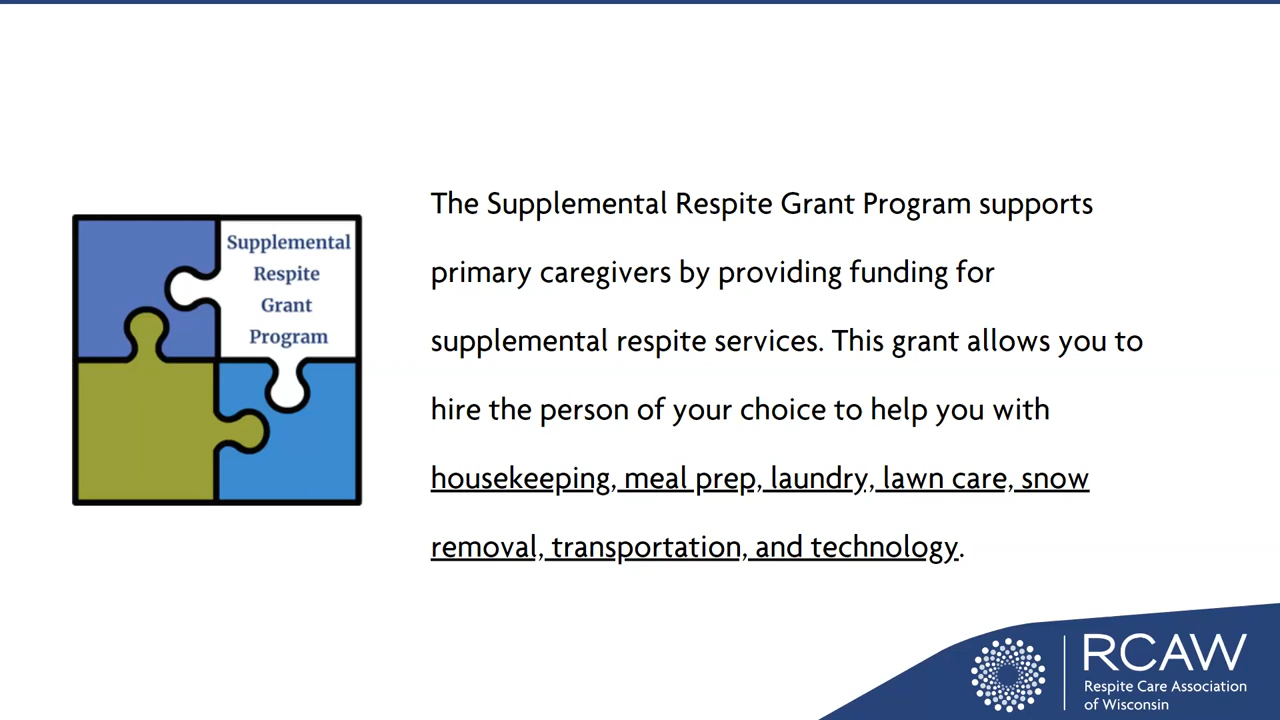 Supplemental
Respite
Grant
Program
The Supplemental Respite Grant Program supports
primary caregivers by providing funding for
supplemental respite services. This grant allows you to
hire the person of your choice to help you with
housekeeping, meal prep, laundry, lawn care, snow
removal, transportation, and technology.
RCAW
Respite Care Association
of Wisconsin